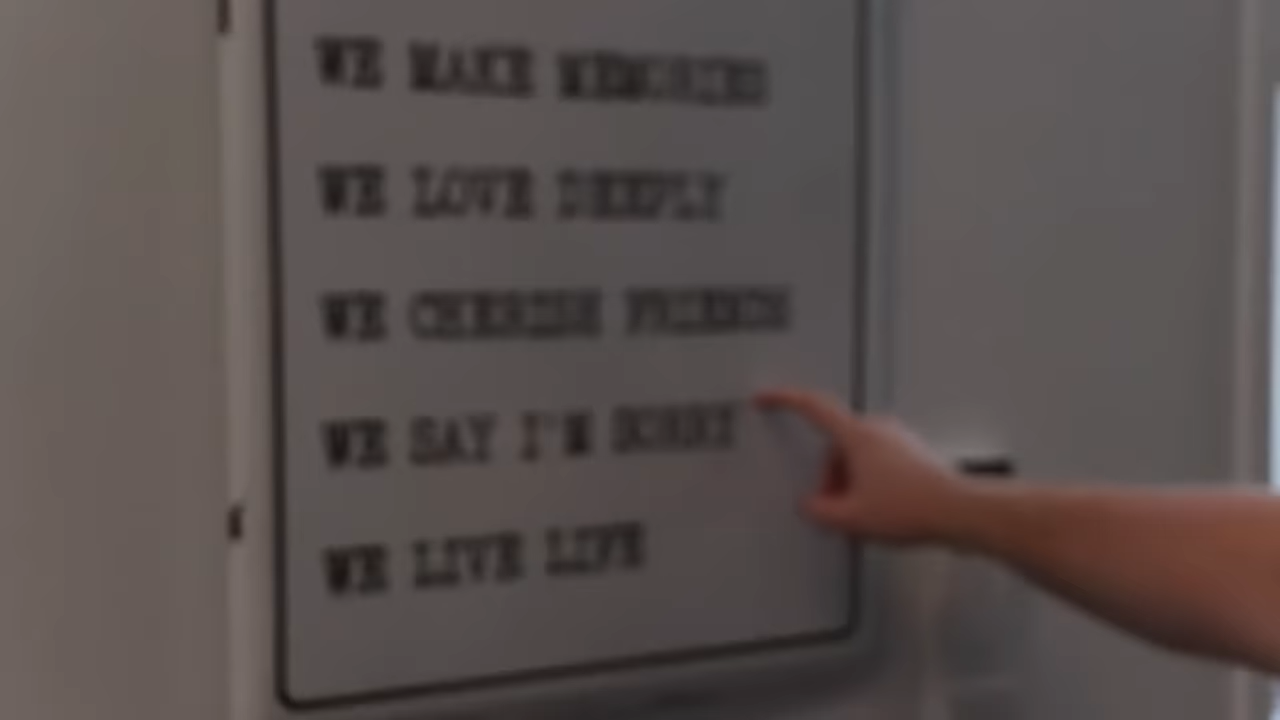 WE MAKE MEMORIES
WE LOVE DEEPLY
WE CHERISH FRIENDS
WE SAY I'M SORRY
WE LIVE LIFE